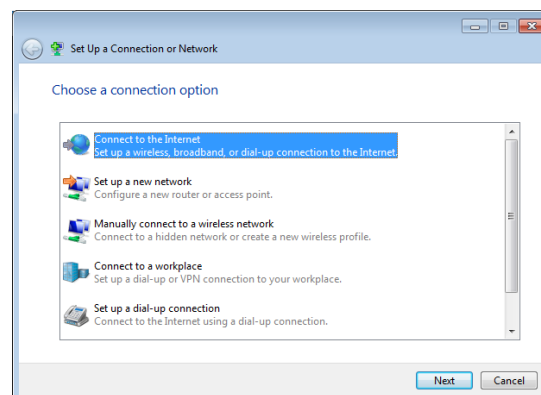 Set Up a Connection or Network
Choose a connection option
Connect to the Internet
Set up a wireless, broadband, or dial-up connection to the Internet.
Set up a new network
Configure a new router or access point.
Manually connect to a wireless network
Connect to a hidden network or create a new wireless profile.
Connect to a workplace
Set up a dial-up or VPN connection to your workplace.
Set up a dial-up connection
Connect to the Internet using a dial-up connection.
Next Cancel